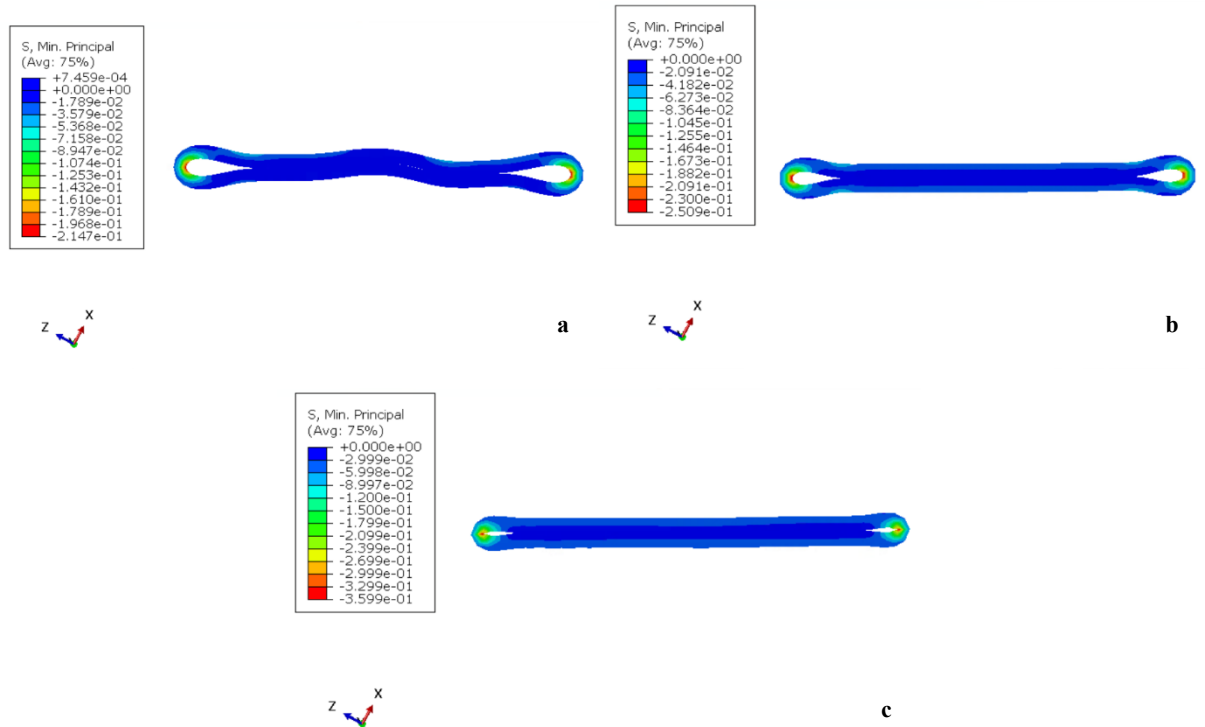 S, Min. Principal
(Avg: 75%)
+7.459e-04
+0.000e+00
-1.789e-02
-3.579e-02
-5.368e-02
-7.158e-02
-8.947e-02
-1.074e-01
-1.253e-01
-1.432e-01
-1.610e-01
-1.789e-01
-1.968e-01
-2.147e-01
Z
X
a
S, Min. Principal
(Avg: 75%)
+0.000e+00
-2.091e-02
-4.182e-02
-6.273e-02
-8.364e-02
-1.045e-01
-1.255e-01
-1.464e-01
-1.673e-01
-1.882e-01
-2.091e-01
-2.300e-01
-2.509e-01
Z
X
b
S, Min. Principal
(Avg: 75%)
+0.000e+00
-2.999e-02
-5.998e-02
-8.997e-02
-1.200e-01
-1.500e-01
-1.799e-01
-2.099e-01
-2.399e-01
-2.699e-01
-2.999e-01
-3.299e-01
-3.599e-01
Z
X
c